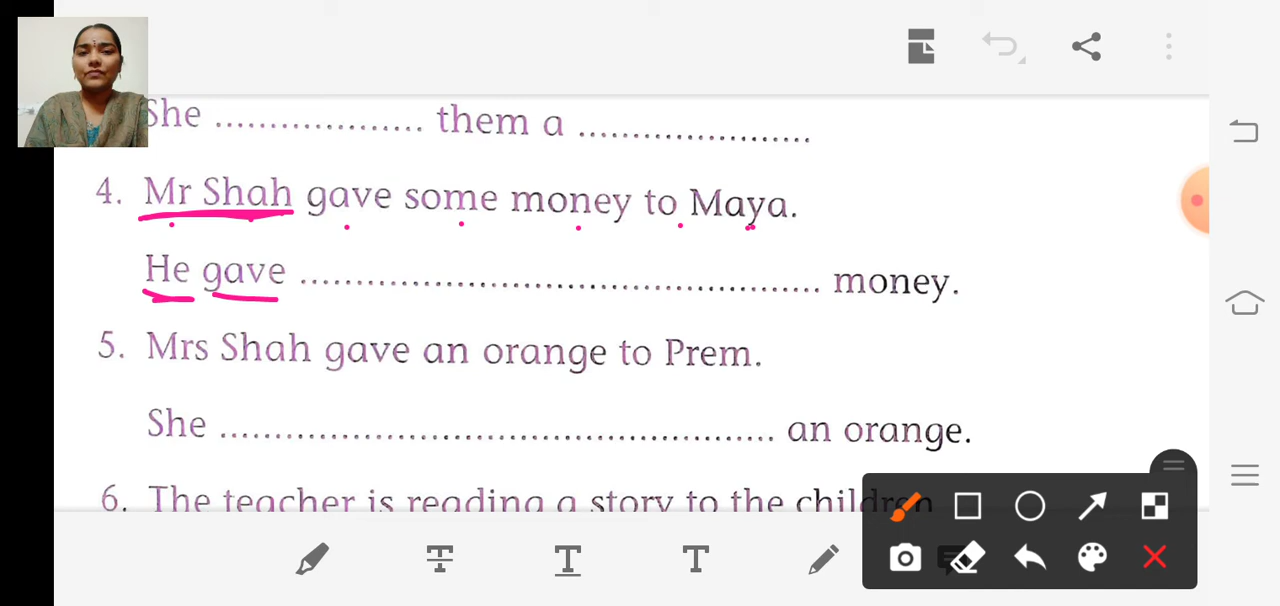 She .................... them a ......................
4. Mr Shah gave some money to Maya.
He gave .................................................. money.
5. Mrs Shah gave an orange to Prem.
She .................................................. an orange.
6. The teacher is reading a story to the children